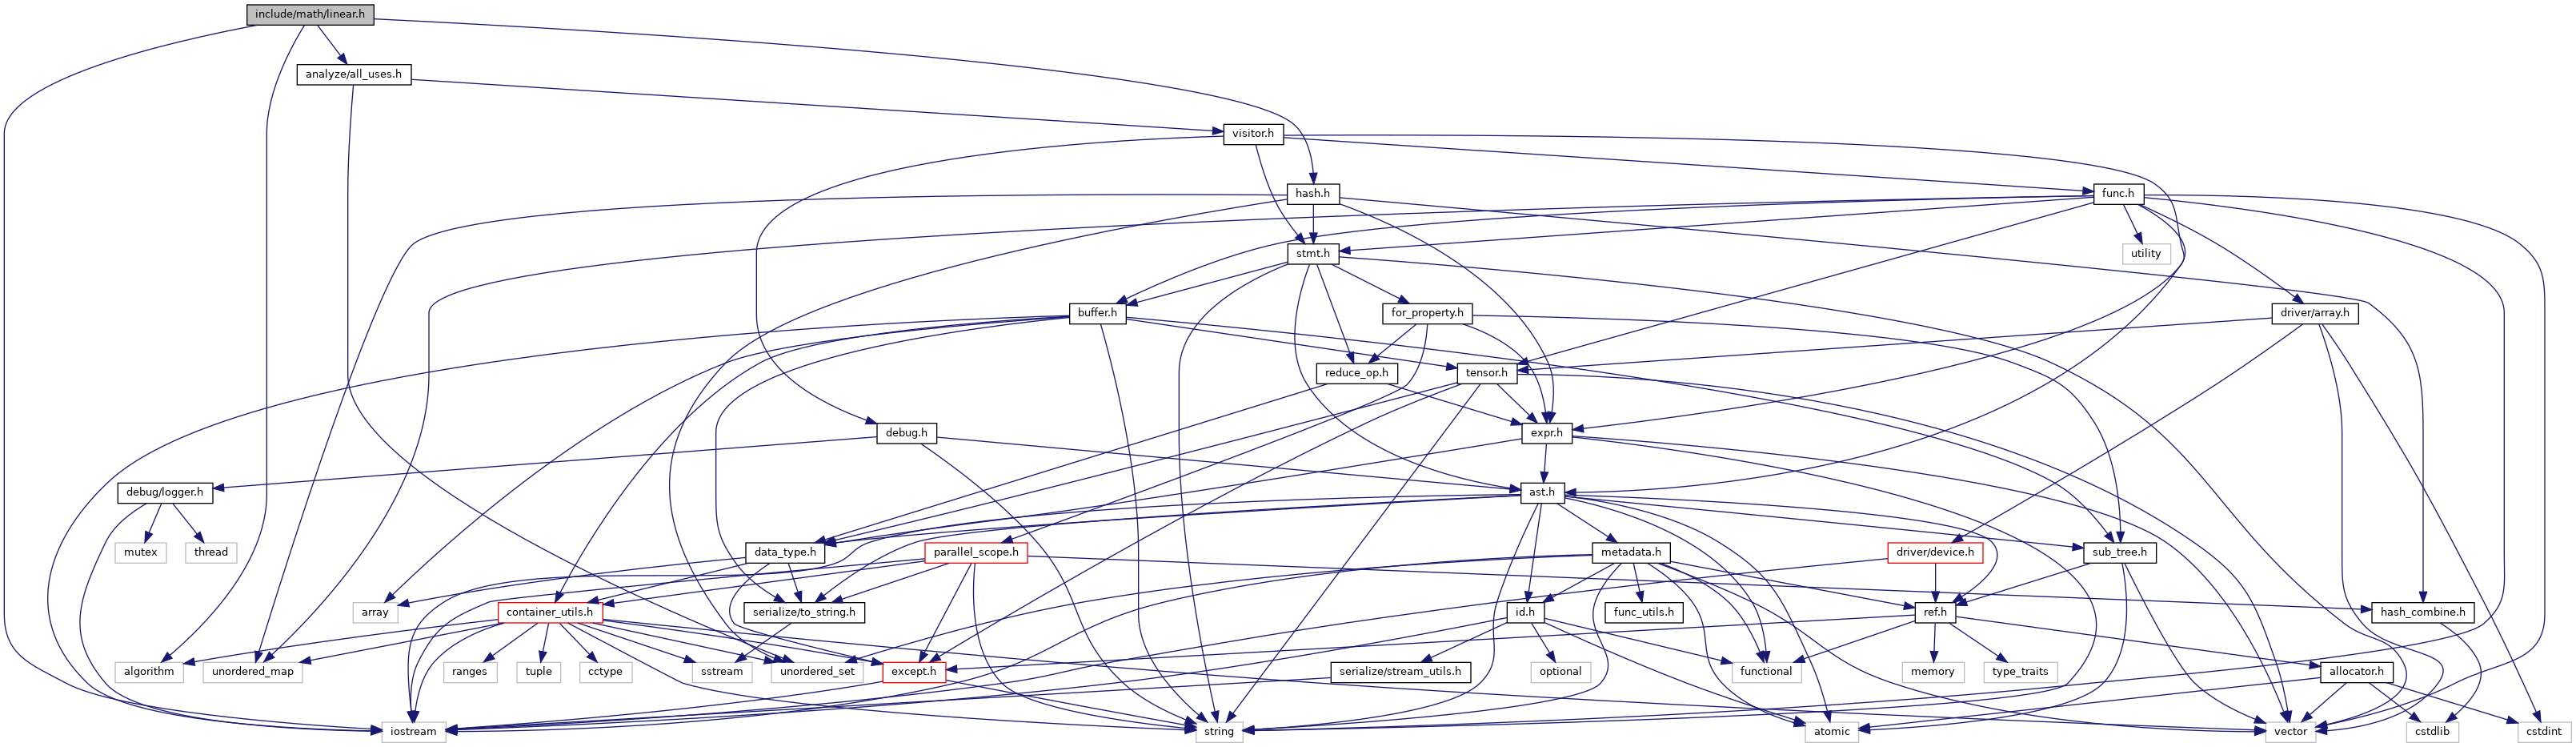 include/math/linear.h
analyze/all_uses.h
visitor.h
hash.h
func.h
stmt.h
utility
buffer.h
for_property.h
driver/array.h
reduce_op.h
tensor.h
debug.h
expr.h
debug/logger.h
ast.h
mutex
thread
data_type.h
parallel_scope.h
metadata.h
driver/device.h
sub_tree.h
array
container_utils.h
serialize/to_string.h
id.h
func_utils.h
ref.h
hash_combine.h
algorithm
unordered_map
ranges
tuple
cctype
sstream
unordered_set
except.h
serialize/stream_utils.h
optional
functional
memory
type_traits
allocator.h
iostream
string
atomic
vector
cstdlib
cstdint